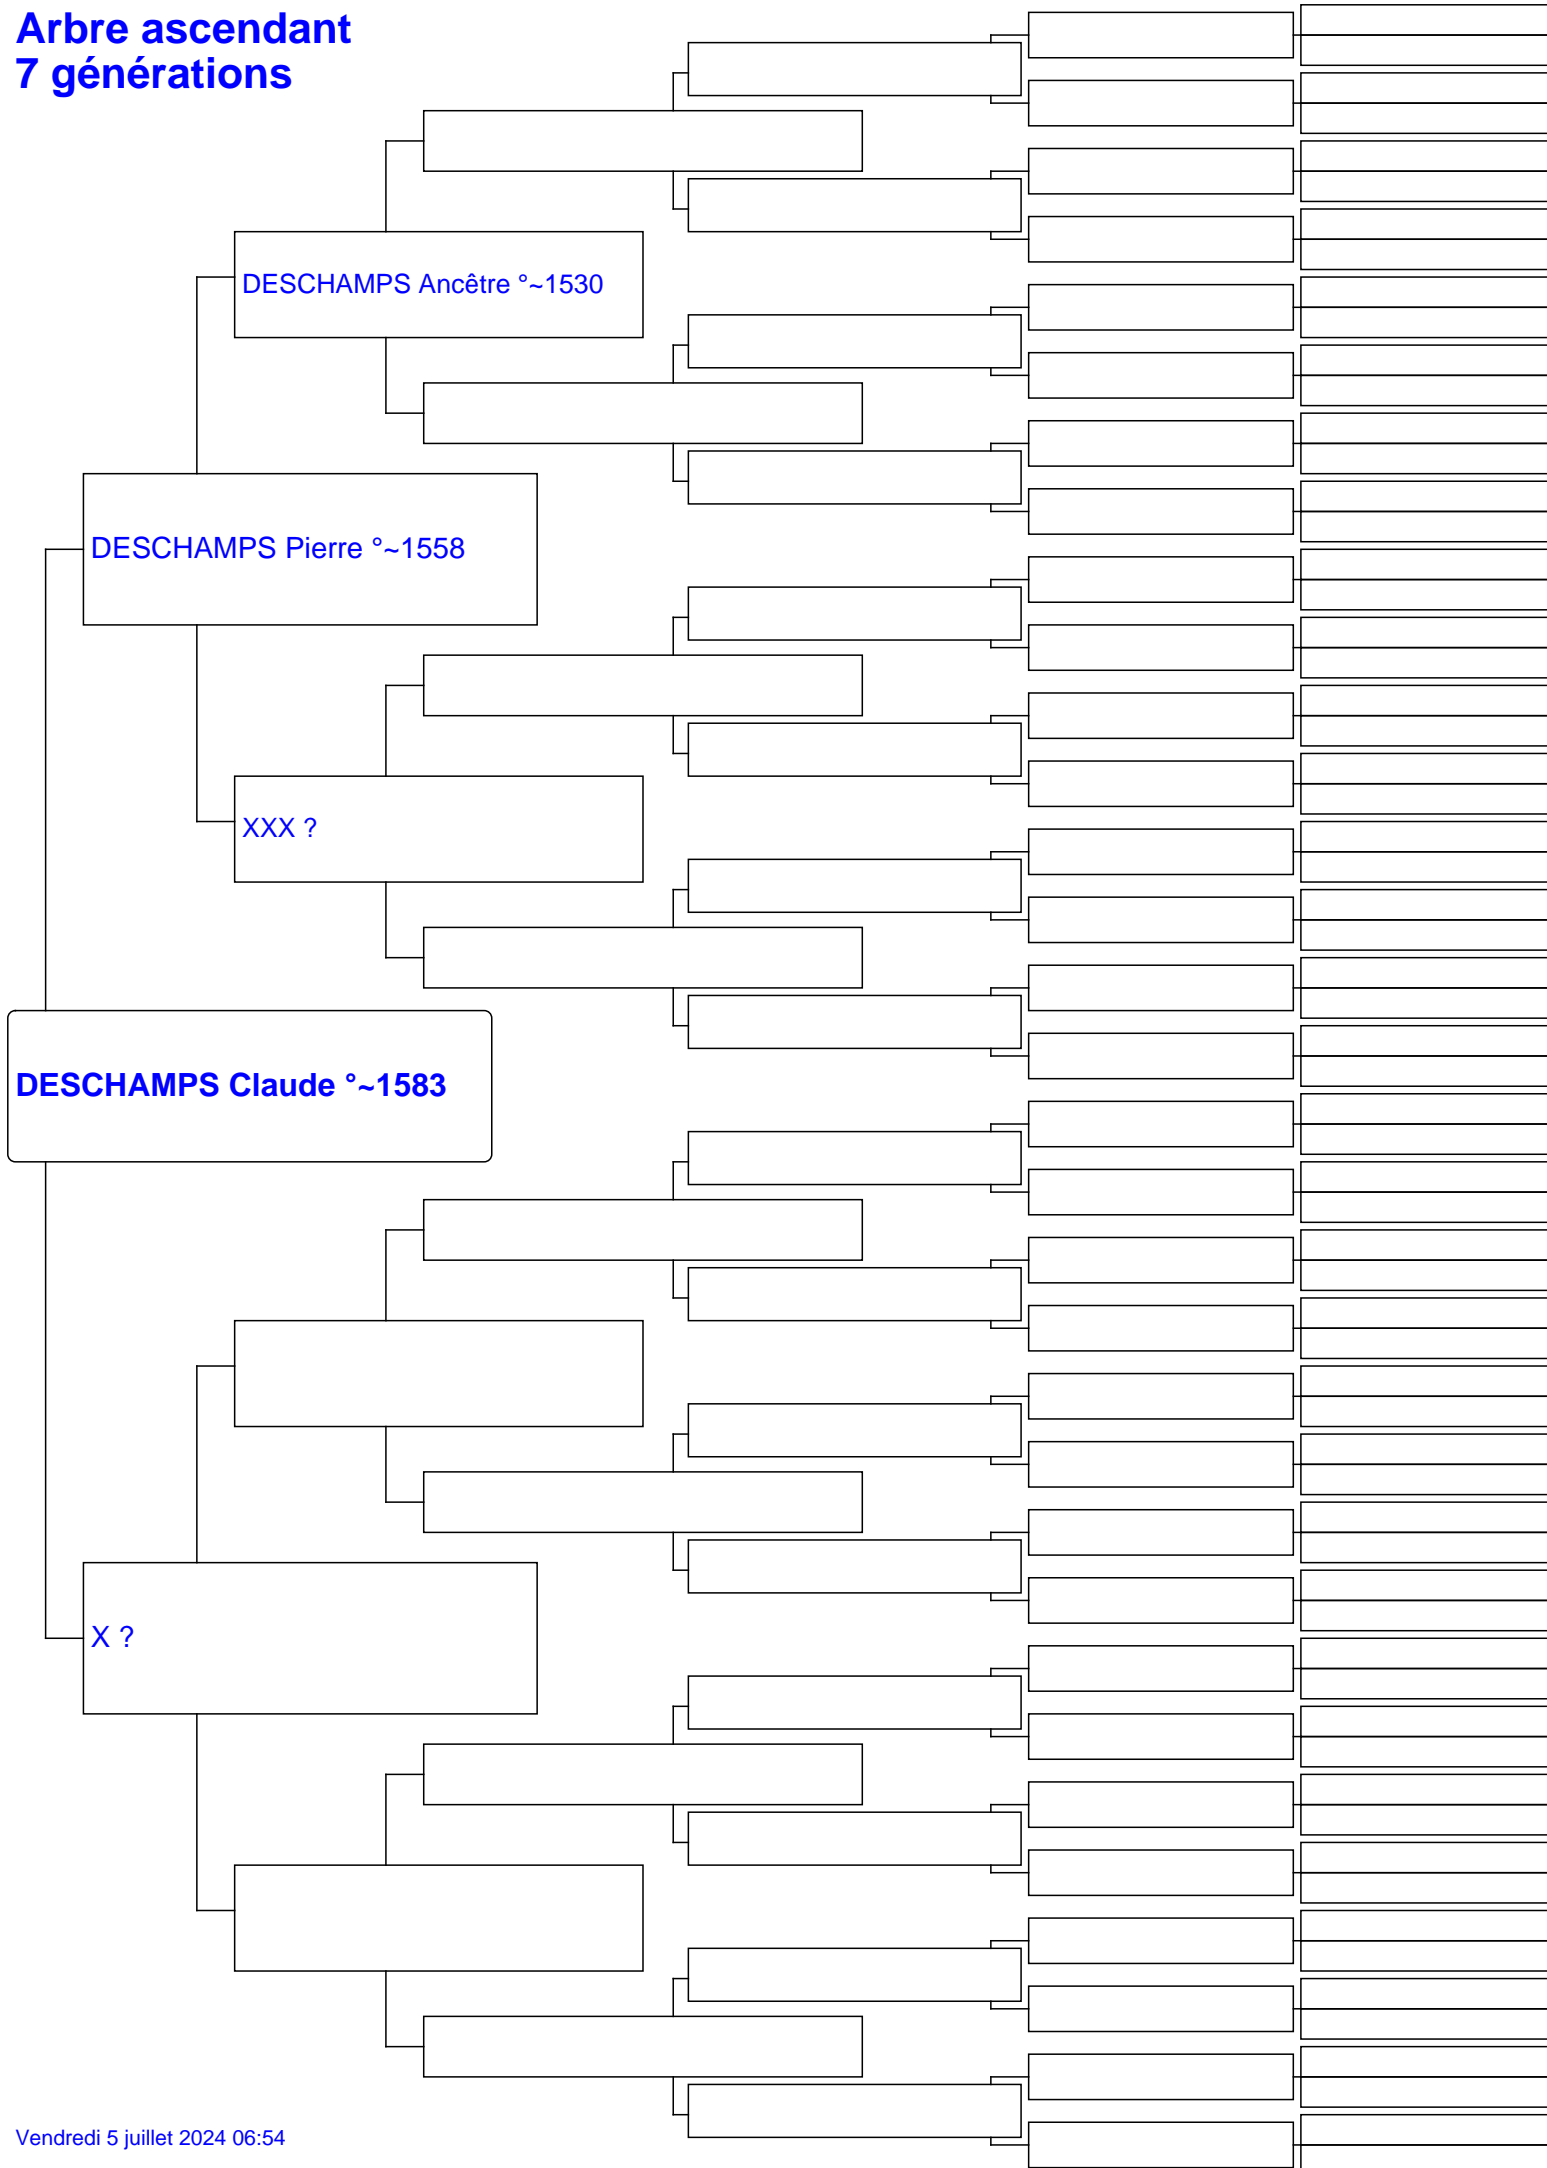 Arbre ascendant
7 générations
DESCHAMPS Ancêtre °~1530
DESCHAMPS Pierre °~1558
XXX ?
DESCHAMPS Claude °~1583
X ?
Vendredi 5 juillet 2024 06:54